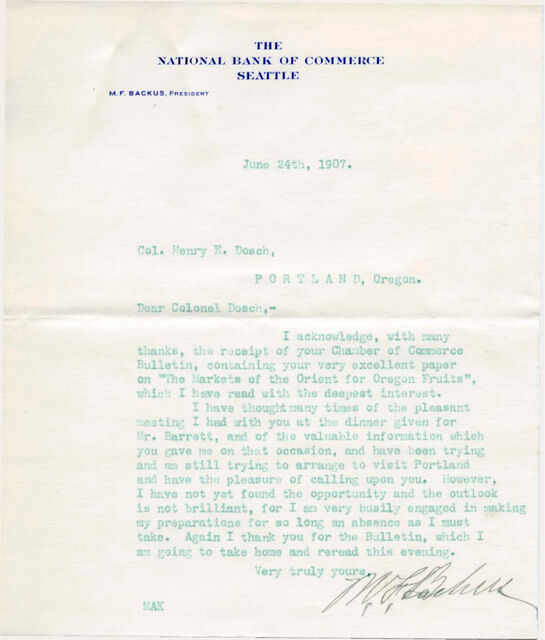 THE
NATIONAL BANK OF COMMERCE
SEATTLE
M.F. BACKUS, PRESIDENT
June 24th, 1907.
Col. Henry E. Dosch,
P O R T L A N D, Oregon.
Dear Colonel Dosch,-
I acknowledge, with many
thanks, the receipt of your Chamber of Commerce
Bulletin, containing your very excellent paper
on "The Markets of the Orient for Oregon Fruits",
which I have read with the deepest interest.
I have thought many times of the pleasant
meeting I had with you at the dinner given for
Mr. Barrett, and of the valuable information which
you gave me on that occasion, and have been trying
and am still trying to arrange to visit Portland
and have the pleasure of calling upon you. However,
I have not yet found the opportunity and the outlook
is not brilliant, for I am very busily engaged in making
my preparations for so long an absence as I must
take. Again I thank you for the Bulletin, which I
am going to take home and reread this evening.
Very truly yours,
M. F. Backus
MAK